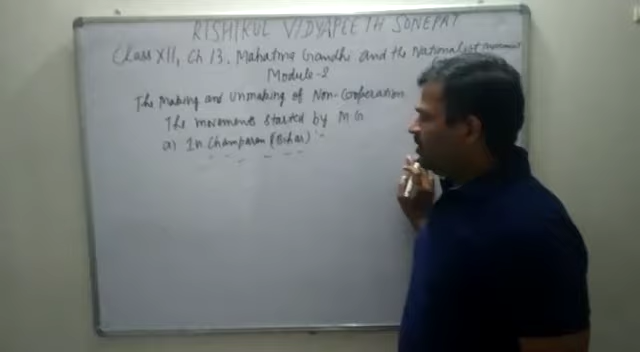 RISHIKUL VIDYAPEETH SONEPAT
Class XII, Ch 13. Mahatma Gandhi and the Nationalist Movement
Module-2
The Making and Unmaking of Non-Cooperation
The movements started by M G
a) In Champaran (Bihar) :-